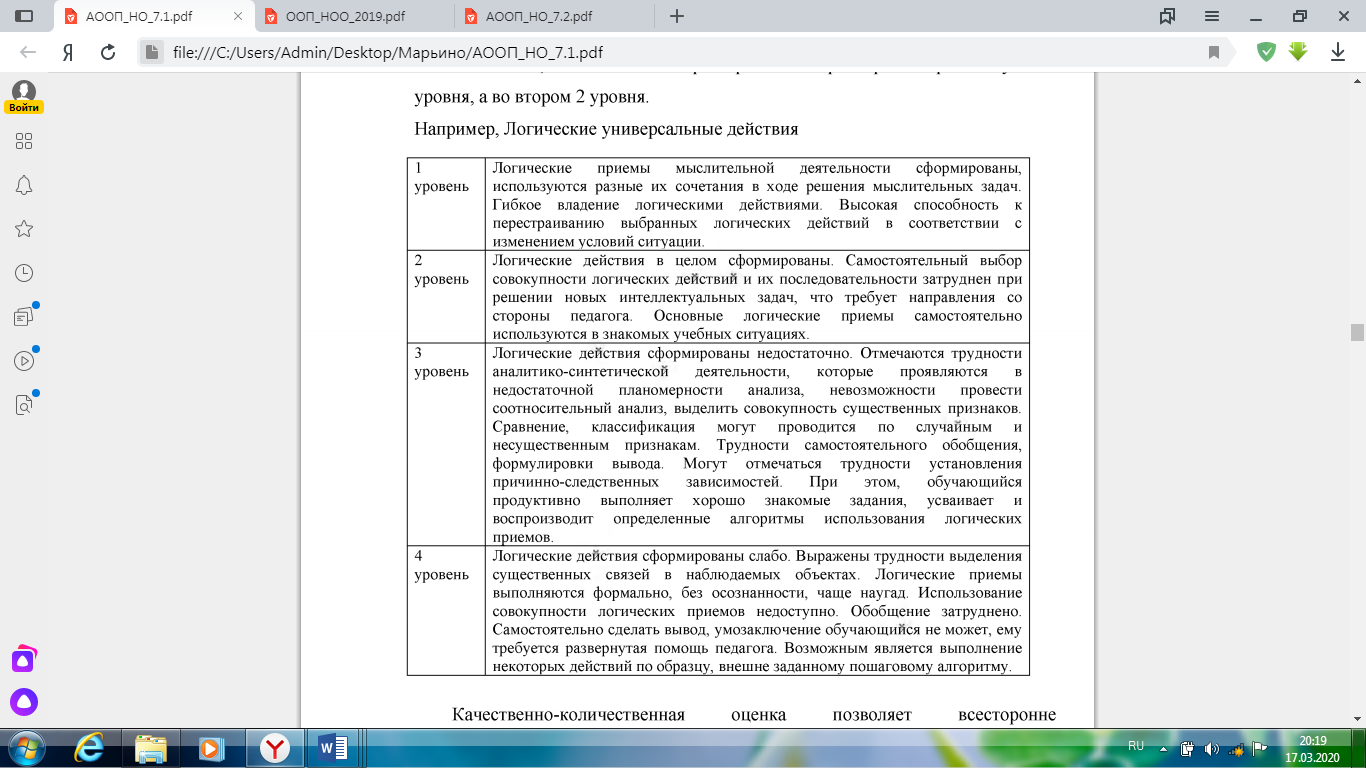 АООП_НО_7.1.pdf
ООП_НОО_2019.pdf
АООП_НО_7.2.pdf
Я
file:///C:/Users/Admin/Desktop/Марьино/АООП_НО_7.1.pdf
Войти
уровня, а во втором 2 уровня.
Например, Логические универсальные действия
1
уровень
Логические приемы мыслительной деятельности сформированы,
используются разные их сочетания в ходе решения мыслительных задач.
Гибкое владение логическими действиями. Высокая способность к
перестраиванию выбранных логических действий в соответствии с
изменением условий ситуации.
2
уровень
Логические действия в целом сформированы. Самостоятельный выбор
совокупности логических действий и их последовательности затруднен при
решении новых интеллектуальных задач, что требует направления со
стороны педагога. Основные логические приемы самостоятельно
используются в знакомых учебных ситуациях.
3
уровень
Логические действия сформированы недостаточно. Отмечаются трудности
аналитико-синтетической деятельности, которые проявляются в
недостаточной планомерности анализа, невозможности провести
соотносительный анализ, выделить совокупность существенных признаков.
Сравнение, классификация могут проводится по случайным и
несущественным признакам. Трудности самостоятельного обобщения,
формулировки вывода. Могут отмечаться трудности установления
причинно-следственных зависимостей. При этом, обучающийся
продуктивно выполняет хорошо знакомые задания, усваивает и
воспроизводит определенные алгоритмы использования логических
приемов.
4
уровень
Логические действия сформированы слабо. Выражены трудности выделения
существенных связей в наблюдаемых объектах. Логические приемы
выполняются формально, без осознанности, чаще наугад. Использование
совокупности логических приемов недоступно. Обобщение затруднено.
Самостоятельно сделать вывод, умозаключение обучающийся не может, ему
требуется развернутая помощь педагога. Возможным является выполнение
некоторых действий по образцу, внешне заданному пошаговому алгоритму.
Качественно-количественная оценка позволяет всесторонне
RU
20:19
17.03.2020